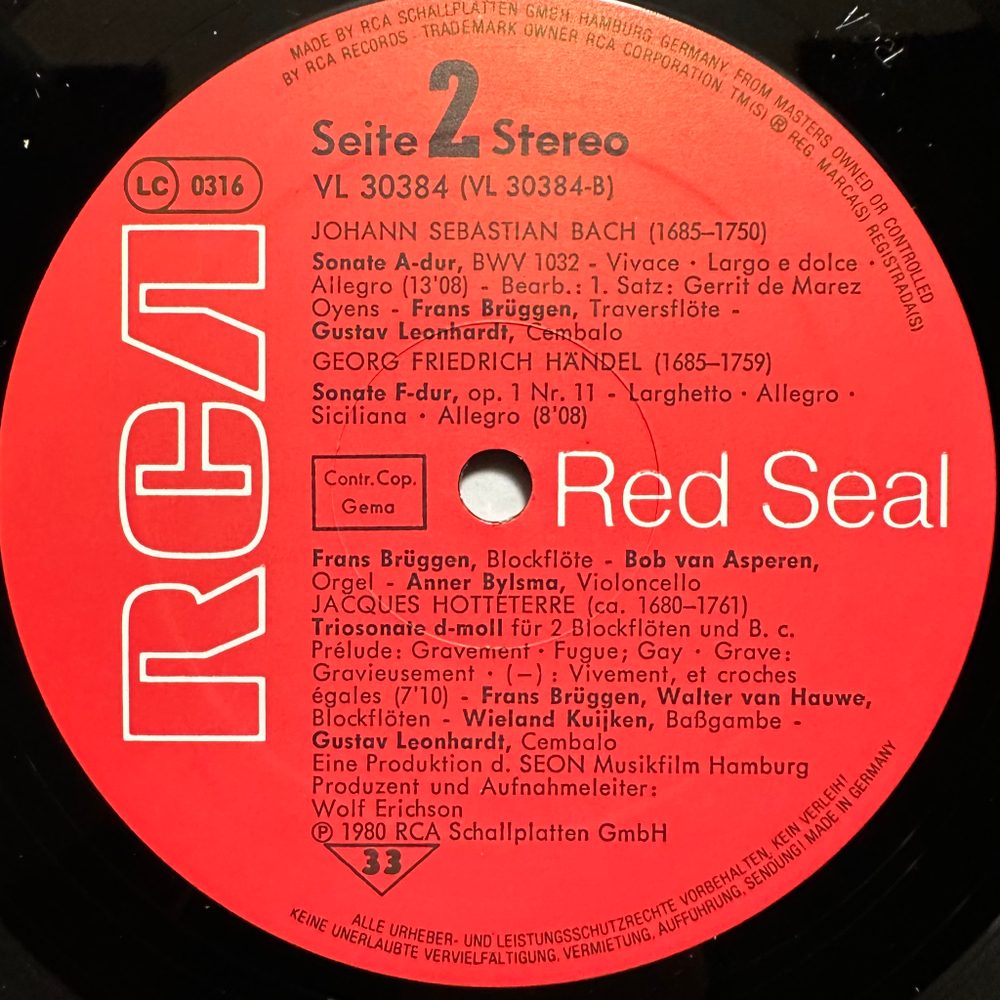 MADE BY RCA SCHALLPLATTEN GMBH HAMBURG, GERMANY, FROM MASTERS OWNED OR CONTROLLED
BY RCA RECORDS · TRADEMARK OWNER RCA CORPORATION TM(S) ® REG. MARCA(S) REGISTRADA(S)
Seite 2 Stereo
LC 0316
VL 30384 (VL 30384-B)
JOHANN SEBASTIAN BACH (1685–1750)
Sonate A-dur, BWV 1032 – Vivace · Largo e dolce ·
Allegro (13'08) – Bearb.: 1. Satz: Gerrit de Marez
Oyens – Frans Brüggen, Traversflöte –
Gustav Leonhardt, Cembalo
GEORG FRIEDRICH HÄNDEL (1685–1759)
Sonate F-dur, op. 1 Nr. 11 – Larghetto · Allegro ·
Siciliana · Allegro (8'08)
RCA
Contr. Cop.
Gema
Red Seal
Frans Brüggen, Blockflöte – Bob van Asperen,
Orgel – Anner Bylsma, Violoncello
JACQUES HOTTETERRE (ca. 1680–1761)
Triosonate d-moll für 2 Blockflöten und B. c.
Prélude: Gravement · Fugue; Gay · Grave:
Gravieusement · (–) : Vivement, et croches
égales (7'10) – Frans Brüggen, Walter van Hauwe,
Blockflöten – Wieland Kuijken, Baßgambe –
Gustav Leonhardt, Cembalo
Eine Produktion d. SEON Musikfilm Hamburg
Produzent und Aufnahmeleiter:
Wolf Erichson
℗ 1980 RCA Schallplatten GmbH
33
ALLE URHEBER- UND LEISTUNGSSCHUTZRECHTE VORBEHALTEN, KEIN VERLEIH!
KEINE UNERLAUBTE VERVIELFÄLTIGUNG, VERMIETUNG, AUFFÜHRUNG, SENDUNG! MADE IN GERMANY